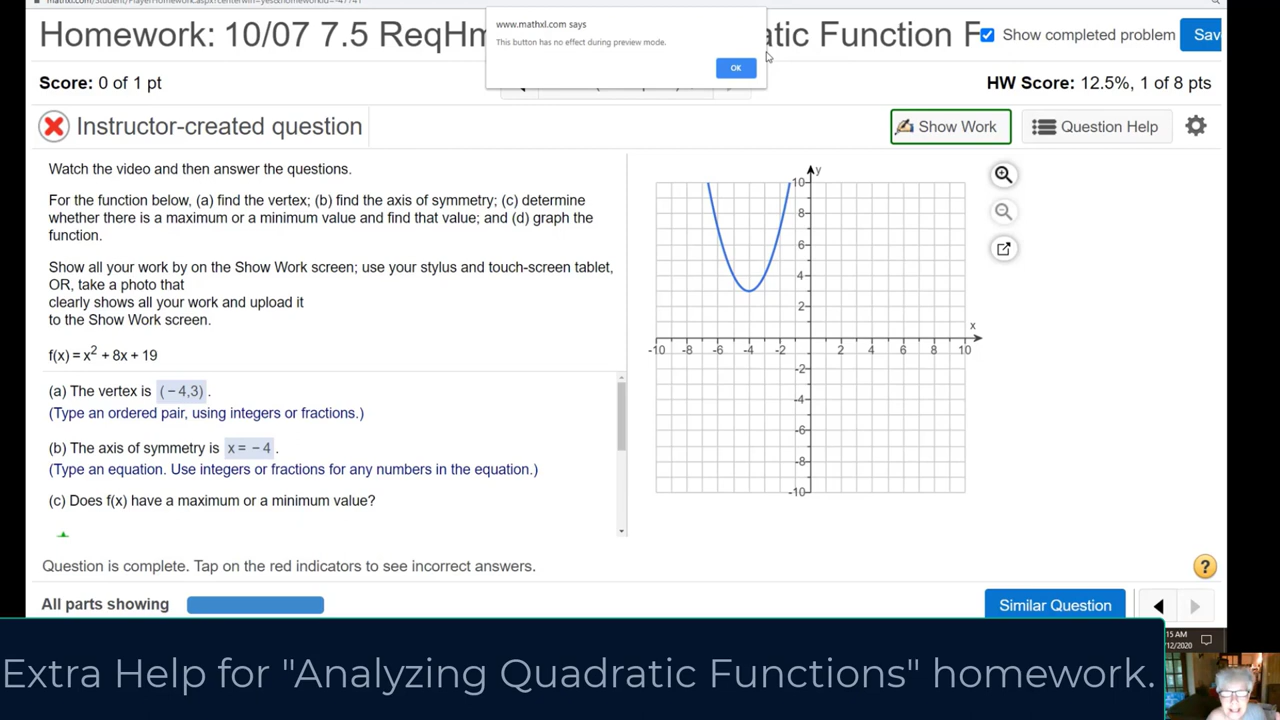 www.mathxl.com says
This button has no effect during preview mode.
OK
Homework: 10/07 7.5 ReqHm
atic Function F
Show completed problem
Sav
Score: 0 of 1 pt
HW Score: 12.5%, 1 of 8 pts
Instructor-created question
Show Work
Question Help
Watch the video and then answer the questions.
For the function below, (a) find the vertex; (b) find the axis of symmetry; (c) determine
whether there is a maximum or a minimum value and find that value; and (d) graph the
function.
Show all your work by on the Show Work screen; use your stylus and touch-screen tablet,
OR, take a photo that
clearly shows all your work and upload it
to the Show Work screen.
f(x) = x² + 8x + 19
(a) The vertex is (−4,3) .
(Type an ordered pair, using integers or fractions.)
(b) The axis of symmetry is x = −4 .
(Type an equation. Use integers or fractions for any numbers in the equation.)
(c) Does f(x) have a maximum or a minimum value?
y
10
8
6
4
2
x
-10 -8 -6 -4 -2 2 4 6 8 10
-2
-4
-6
-8
-10
Question is complete. Tap on the red indicators to see incorrect answers.
?
All parts showing
Similar Question
15 AM
/12/2020
Extra Help for "Analyzing Quadratic Functions" homework.